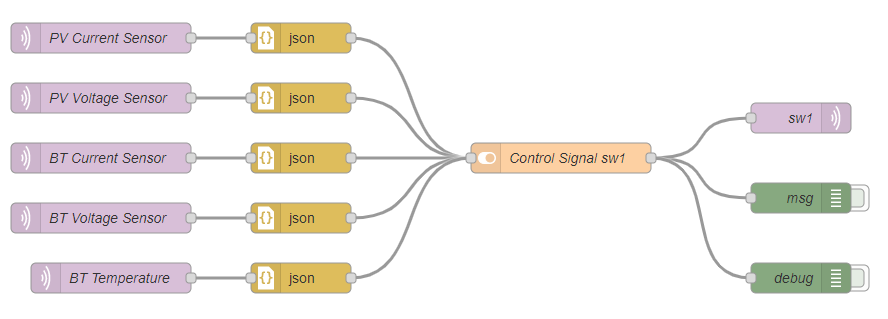 PV Current Sensor
json
PV Voltage Sensor
json
sw1
BT Current Sensor
json
Control Signal sw1
msg
BT Voltage Sensor
json
BT Temperature
json
debug